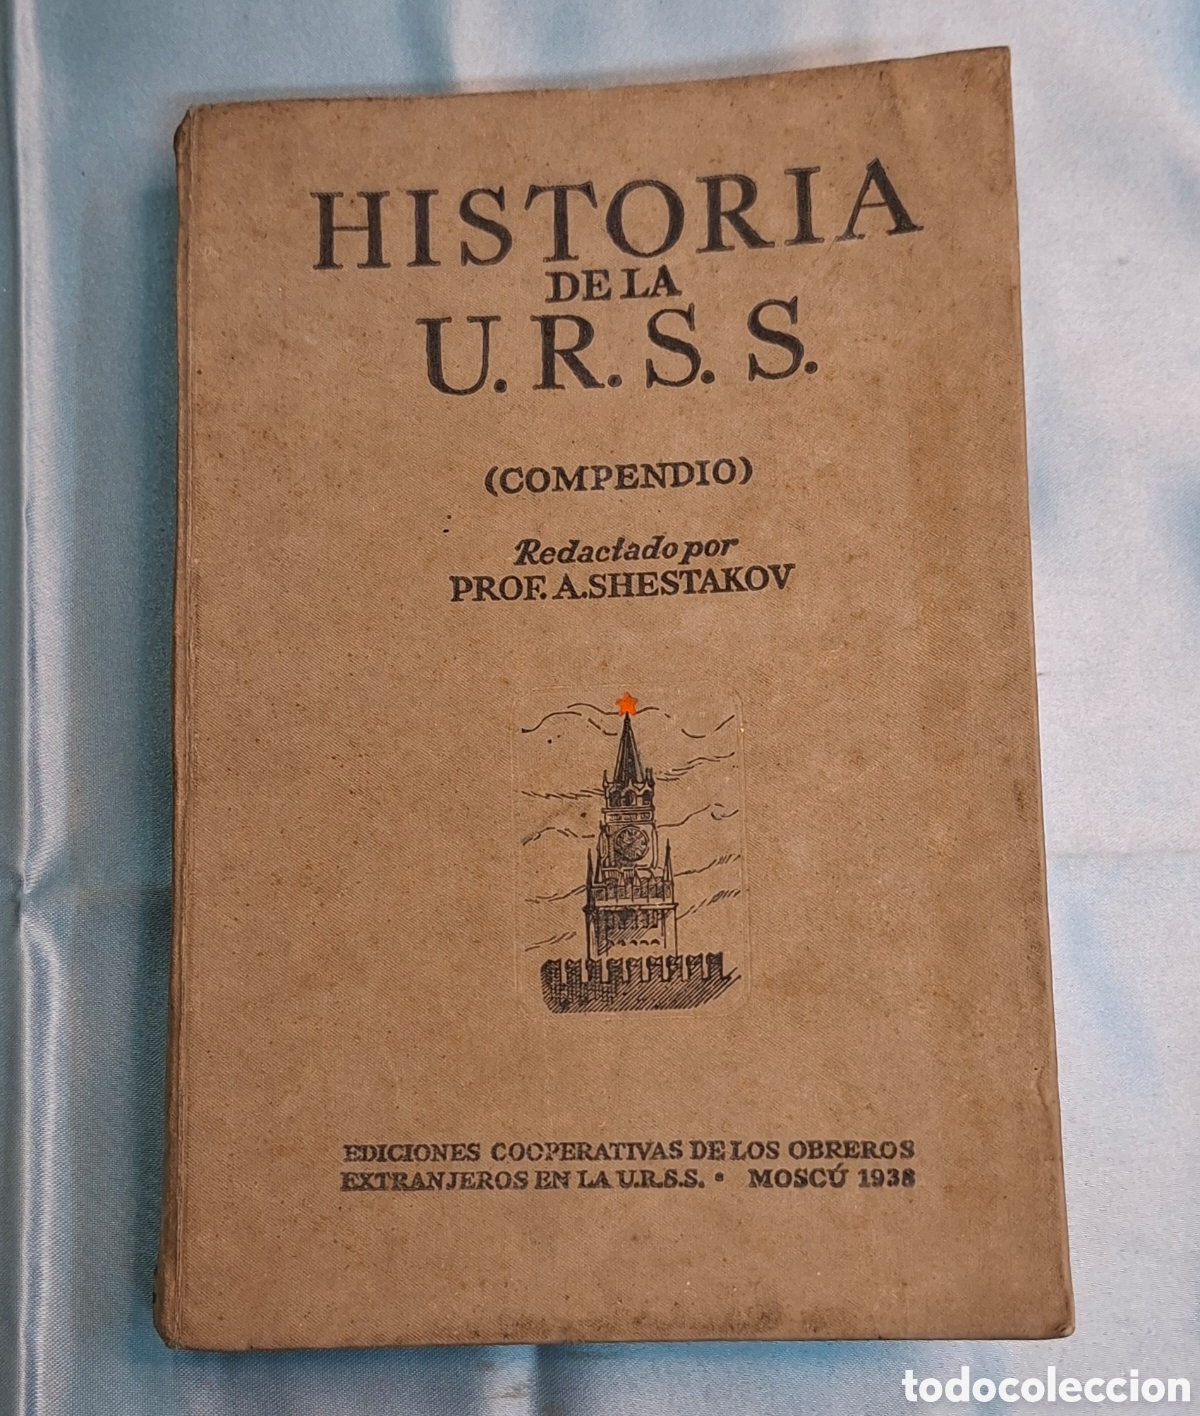 HISTORIA
DE LA
U.R.S.S.
(COMPENDIO)
Redactado por
PROF. A. SHESTAKOV
EDICIONES COOPERATIVAS DE LOS OBREROS
EXTRANJEROS EN LA U.R.S.S. • MOSCÚ 1938
todocoleccion